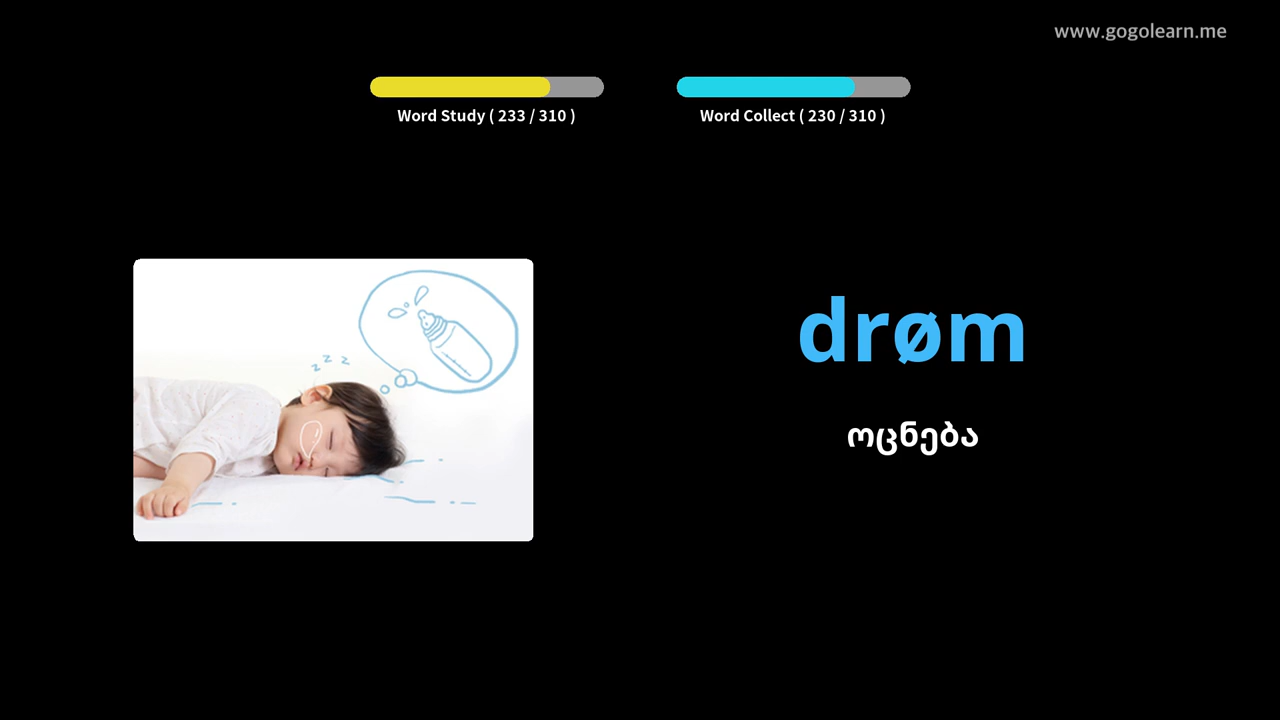 www.gogolearn.me
Word Study ( 233 / 310 )
Word Collect ( 230 / 310 )
z z z
drøm
ოცნება